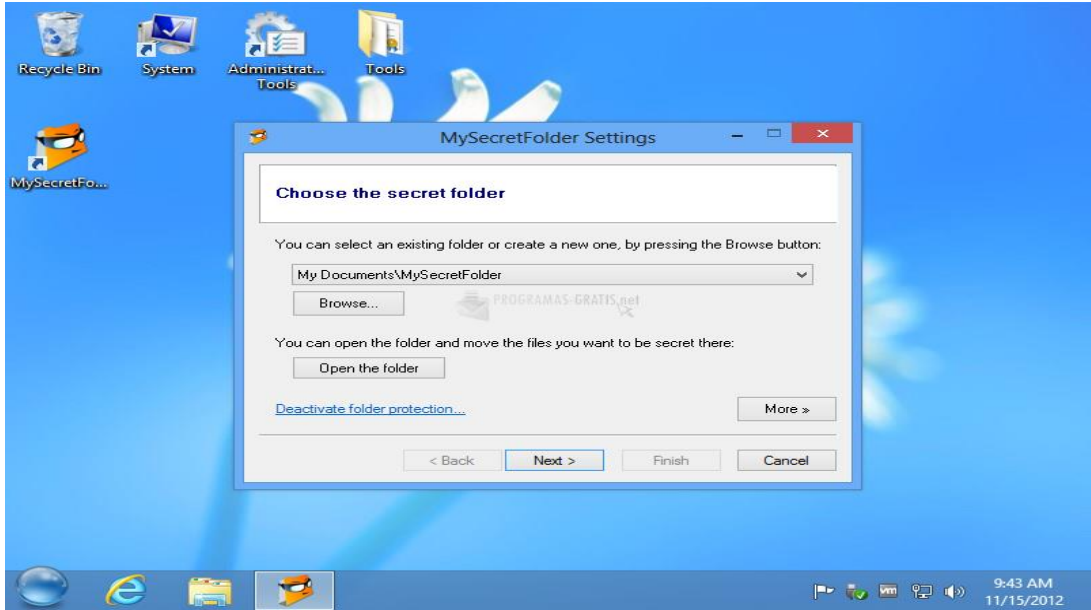 Recycle Bin
System
Administrat...
Tools
Tools
MySecretFo...
MySecretFolder Settings
Choose the secret folder
You can select an existing folder or create a new one, by pressing the Browse button:
My Documents\MySecretFolder
Browse...
PROGRAMAS-GRATIS.net
You can open the folder and move the files you want to be secret there:
Open the folder
Deactivate folder protection...
More »
< Back
Next >
Finish
Cancel
vm
9:43 AM
11/15/2012